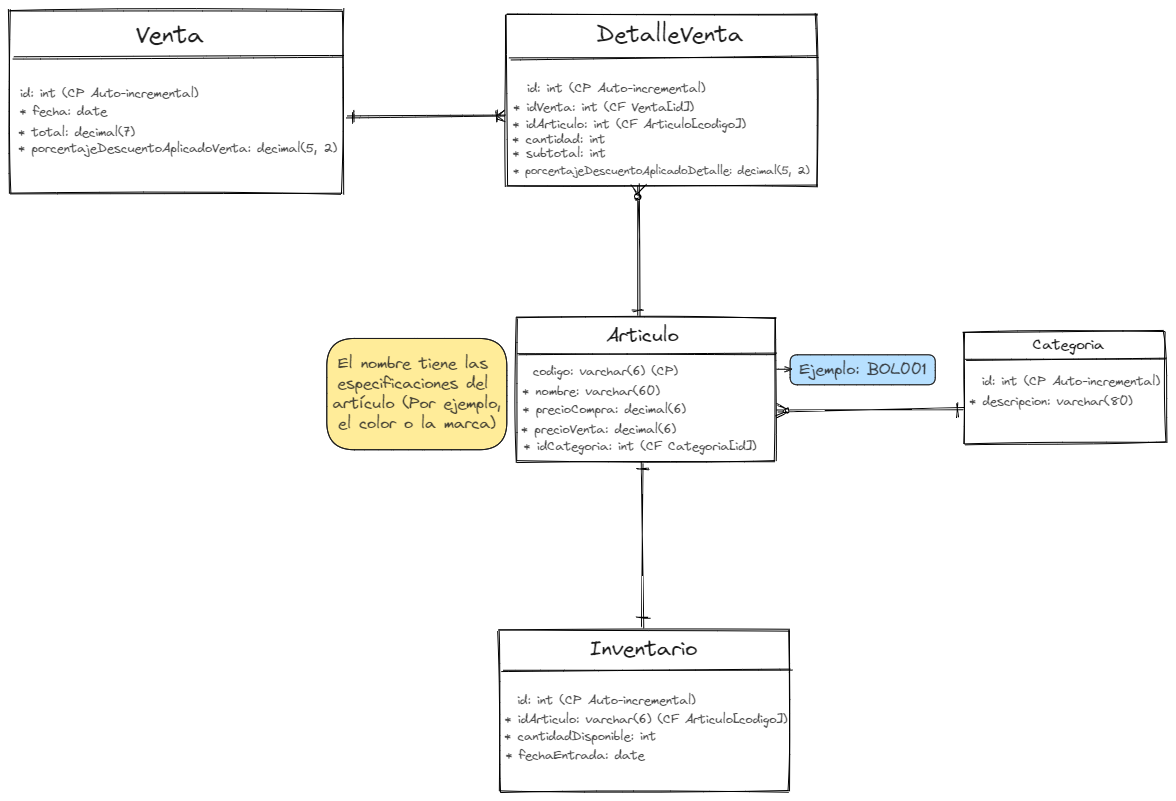 Venta
id: int (CP Auto-incremental)
* fecha: date
* total: decimal(7)
* porcentajeDescuentoAplicadoVenta: decimal(5, 2)
DetalleVenta
id: int (CP Auto-incremental)
* idVenta: int (CF Venta[id])
* idArticulo: int (CF Articulo[codigo])
* cantidad: int
* subtotal: int
* porcentajeDescuentoAplicadoDetalle: decimal(5, 2)
Articulo
codigo: varchar(6) (CP)
* nombre: varchar(60)
* precioCompra: decimal(6)
* precioVenta: decimal(6)
* idCategoria: int (CF Categoria[id])
El nombre tiene las
especificaciones del
artículo (Por ejemplo,
el color o la marca)
Ejemplo: BOL001
Categoria
id: int (CP Auto-incremental)
* descripcion: varchar(80)
Inventario
id: int (CP Auto-incremental)
* idArticulo: varchar(6) (CF Articulo[codigo])
* cantidadDisponible: int
* fechaEntrada: date